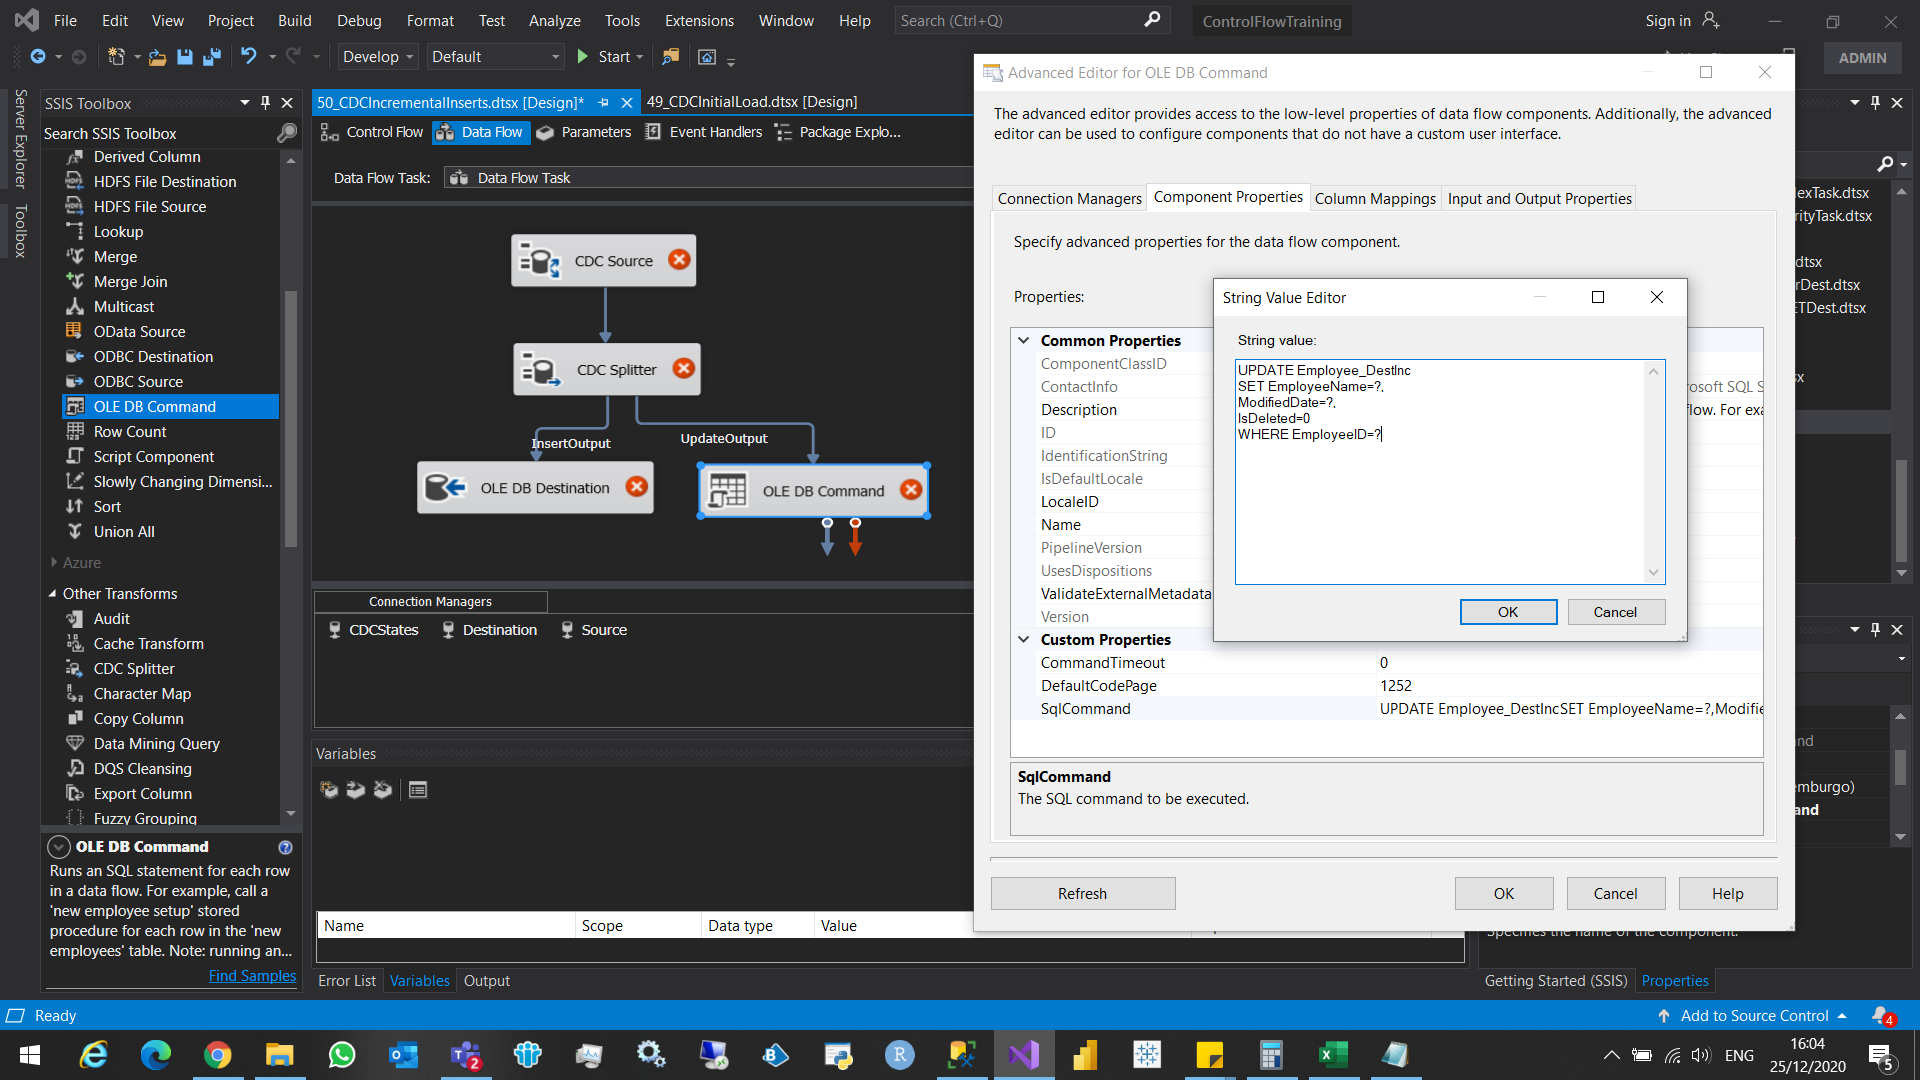 File Edit View Project Build Debug Format Test Analyze Tools Extensions Window Help Search (Ctrl+Q) ControlFlowTraining Sign in
Develop Default Start ADMIN
Server Explorer
Toolbox
SSIS Toolbox
Search SSIS Toolbox
Derived Column
HDFS File Destination
HDFS File Source
Lookup
Merge
Merge Join
Multicast
OData Source
ODBC Destination
ODBC Source
OLE DB Command
Row Count
Script Component
Slowly Changing Dimensi...
Sort
Union All
Azure
Other Transforms
Audit
Cache Transform
CDC Splitter
Character Map
Copy Column
Data Mining Query
DQS Cleansing
Export Column
Fuzzy Grouping
OLE DB Command
Runs an SQL statement for each row
in a data flow. For example, call a
'new employee setup' stored
procedure for each row in the 'new
employees' table. Note: running an...
Find Samples
50_CDCIncrementalInserts.dtsx [Design]* 49_CDCInitialLoad.dtsx [Design]
Control Flow Data Flow Parameters Event Handlers Package Explo...
Data Flow Task: Data Flow Task
CDC Source
CDC Splitter
InsertOutput UpdateOutput
OLE DB Destination OLE DB Command
Connection Managers
CDCStates Destination Source
Variables
Name Scope Data type Value
Error List Variables Output
Advanced Editor for OLE DB Command
The advanced editor provides access to the low-level properties of data flow components. Additionally, the advanced
editor can be used to configure components that do not have a custom user interface.
Connection Managers Component Properties Column Mappings Input and Output Properties
Specify advanced properties for the data flow component.
Properties:
Common Properties
ComponentClassID
ContactInfo rosoft SQL S
Description flow. For exa
ID
IdentificationString
IsDefaultLocale
LocaleID
Name
PipelineVersion
UsesDispositions
ValidateExternalMetadata
Version
Custom Properties
CommandTimeout 0
DefaultCodePage 1252
SqlCommand UPDATE Employee_DestIncSET EmployeeName=?,Modifie
SqlCommand
The SQL command to be executed.
Refresh OK Cancel Help
String Value Editor
String value:
UPDATE Employee_DestInc
SET EmployeeName=?,
ModifiedDate=?,
IsDeleted=0
WHERE EmployeeID=?
OK Cancel
exTask.dtsx
rityTask.dtsx
dtsx
rDest.dtsx
ETDest.dtsx
sx
nd
emburgo)
and
Specifies the name of the component.
Getting Started (SSIS) Properties
Ready Add to Source Control 4
2 ENG 16:04
25/12/2020 5